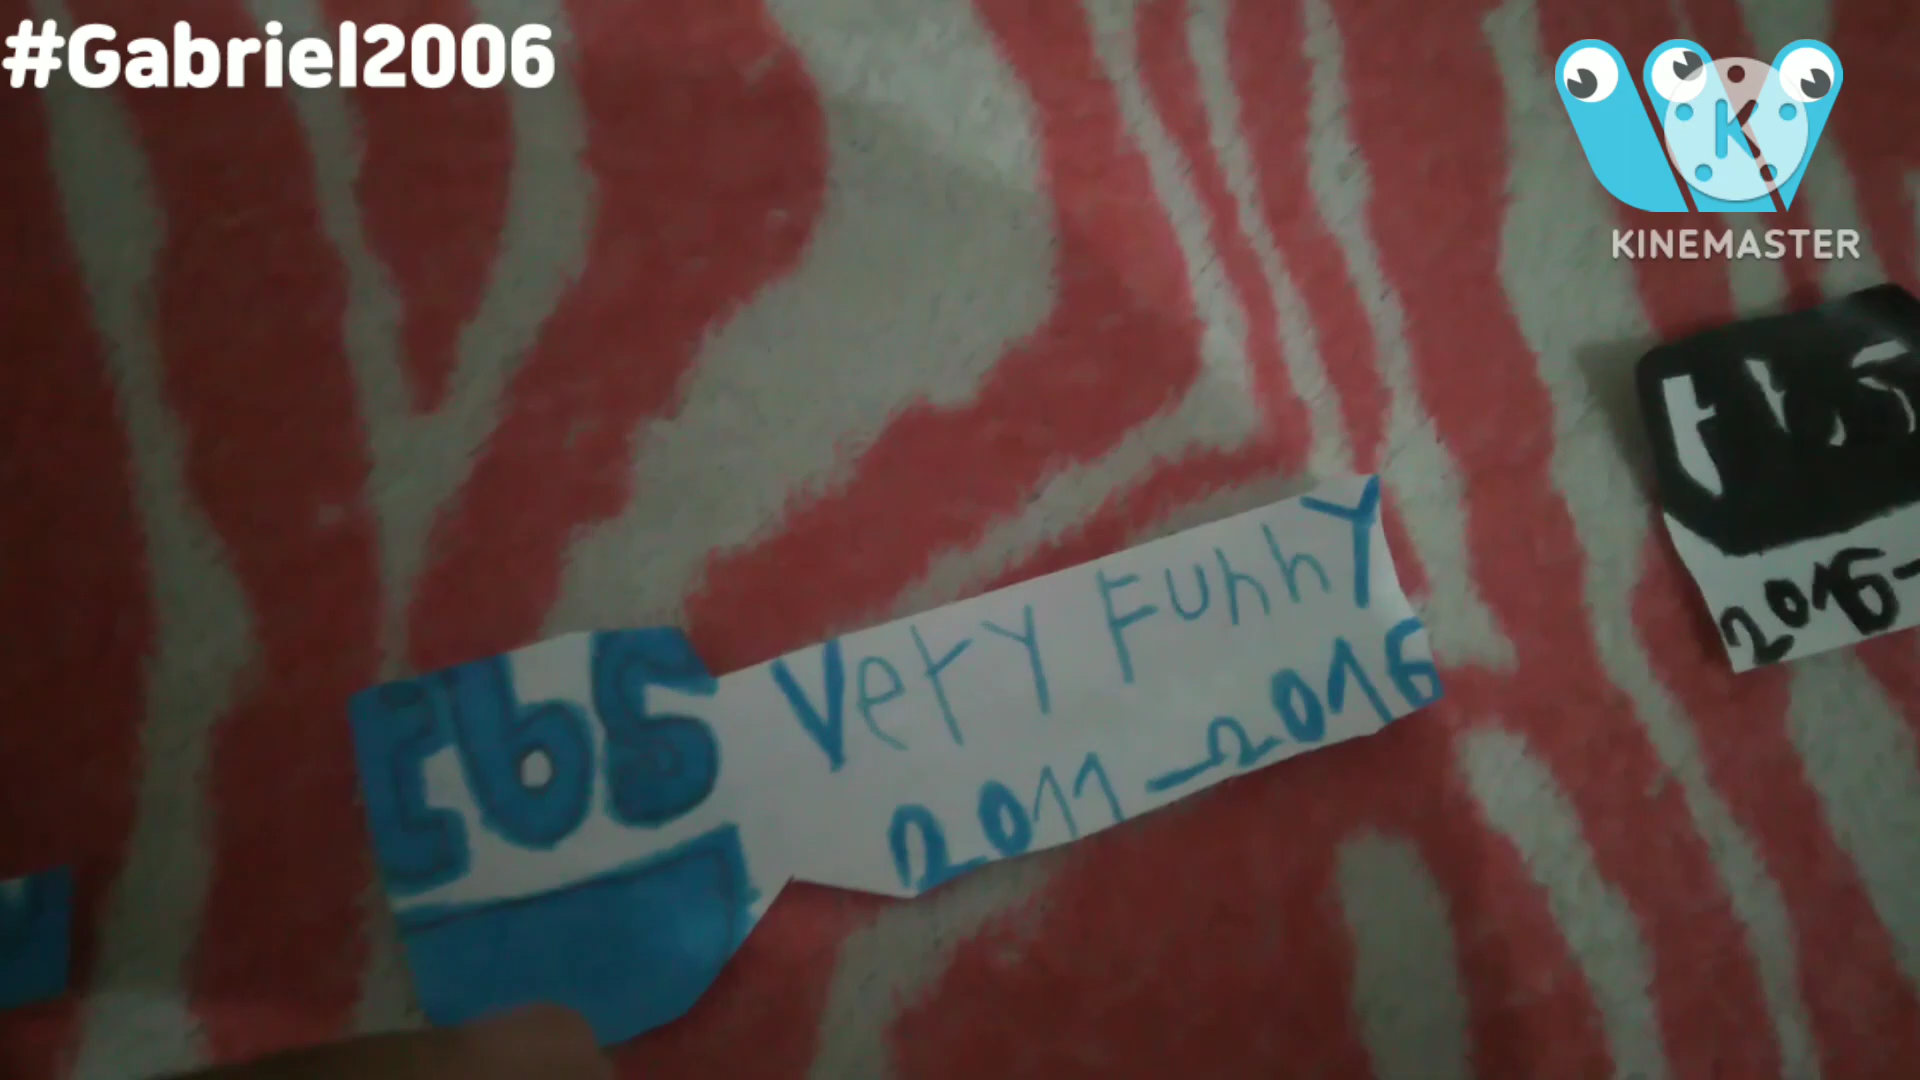 #Gabriel2006
K
KINEMASTER
tbs
Very Funny
2011-2016
tbs
2016-